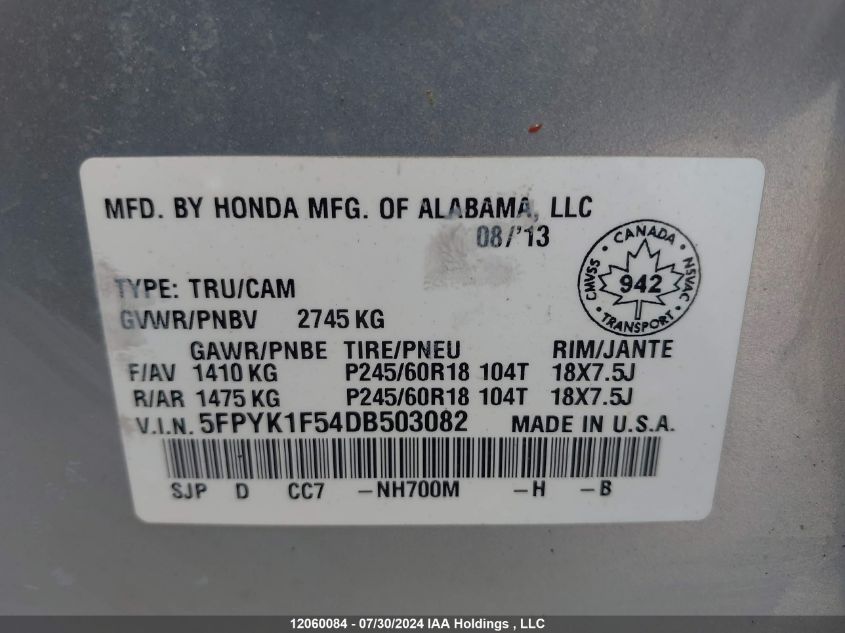 MFD. BY HONDA MFG. OF ALABAMA, LLC
08/'13
CANADA
CMVSS 942 NSVAC
TRANSPORT
TYPE: TRU/CAM
GVWR/PNBV 2745 KG
GAWR/PNBE TIRE/PNEU RIM/JANTE
F/AV 1410 KG P245/60R18 104T 18X7.5J
R/AR 1475 KG P245/60R18 104T 18X7.5J
V.I.N. 5FPYK1F54DB503082 MADE IN U.S.A.
SJP D CC7 -NH700M -H -B
12060084 - 07/30/2024 IAA Holdings , LLC